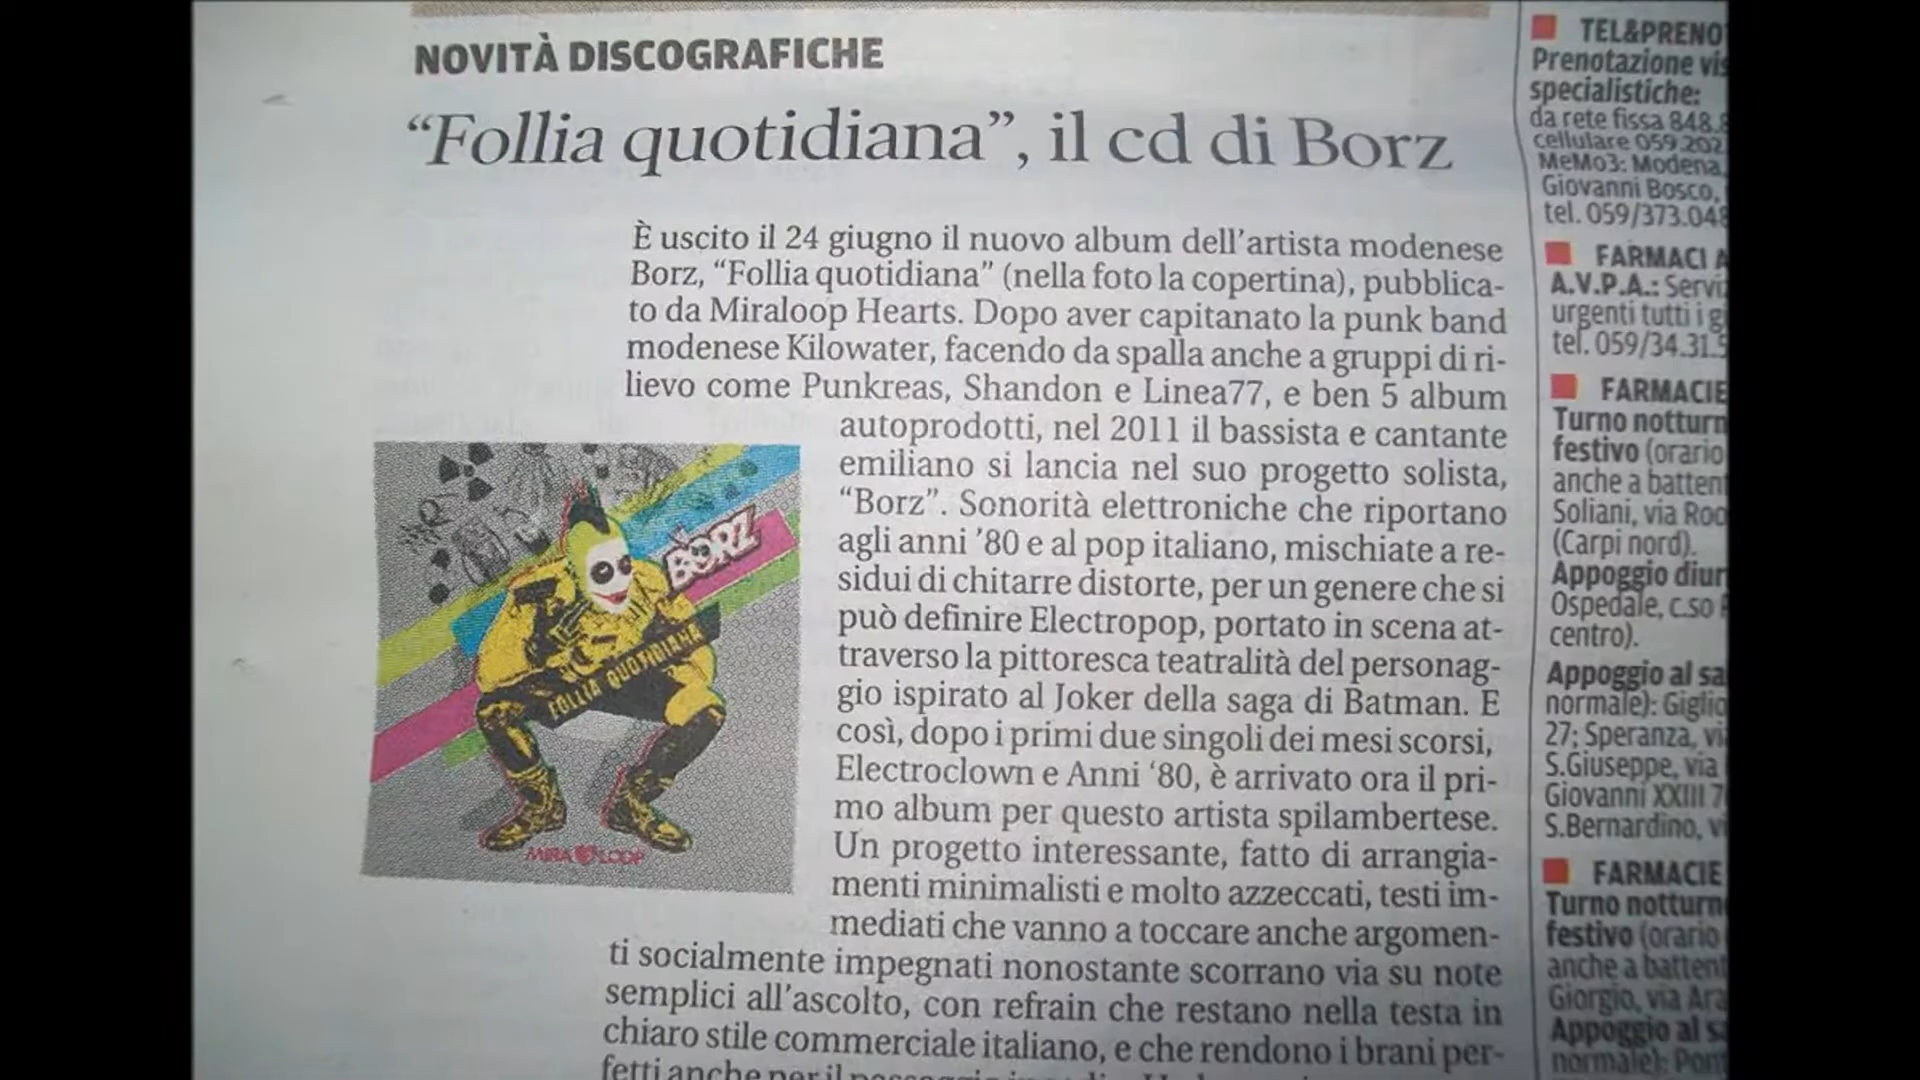 NOVITÀ DISCOGRAFICHE
“Follia quotidiana”, il cd di Borz
È uscito il 24 giugno il nuovo album dell’artista modenese
Borz, “Follia quotidiana” (nella foto la copertina), pubblica-
to da Miraloop Hearts. Dopo aver capitanato la punk band
modenese Kilowater, facendo da spalla anche a gruppi di ri-
lievo come Punkreas, Shandon e Linea77, e ben 5 album
autoprodotti, nel 2011 il bassista e cantante
emiliano si lancia nel suo progetto solista,
“Borz”. Sonorità elettroniche che riportano
agli anni ’80 e al pop italiano, mischiate a re-
sidui di chitarre distorte, per un genere che si
può definire Electropop, portato in scena at-
traverso la pittoresca teatralità del personag-
gio ispirato al Joker della saga di Batman. E
così, dopo i primi due singoli dei mesi scorsi,
Electroclown e Anni ‘80, è arrivato ora il pri-
mo album per questo artista spilambertese.
Un progetto interessante, fatto di arrangia-
menti minimalisti e molto azzeccati, testi im-
mediati che vanno a toccare anche argomen-
ti socialmente impegnati nonostante scorrano via su note
semplici all’ascolto, con refrain che restano nella testa in
chiaro stile commerciale italiano, e che rendono i brani per-
fetti anche per il
BORZ
FOLLIA QUOTIDIANA
MIRA LOOP
TEL&PRENO
Prenotazione vis
specialistiche:
da rete fissa 848.8
cellulare 059 202
MeMo3: Modena,
Giovanni Bosco,
tel. 059/373.048
FARMACI A
A.V.P.A.: Serviz
urgenti tutti i g
tel. 059/34.31.5
FARMACIE
Turno notturn
festivo (orario
anche a battent
Soliani, via Roo
(Carpi nord).
Appoggio diur
Ospedale, c.so
centro).
Appoggio al sa
normale): Giglio
27; Speranza, vi
S.Giuseppe, via
Giovanni XXIII 7
S.Bernardino, vi
FARMACIE
Turno notturn
festivo (orario
anche a battent
Giorgio, via Ara
Appoggio al sa
normale): Pont